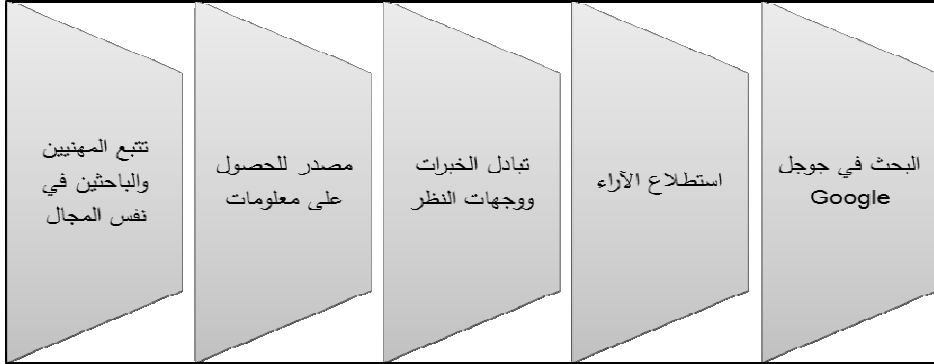 البحث في جوجل
Google
استطلاع الآراء
تبادل الخبرات
ووجهات النظر
مصدر للحصول
على معلومات
تتبع المهنيين
والباحثين في
نفس المجال